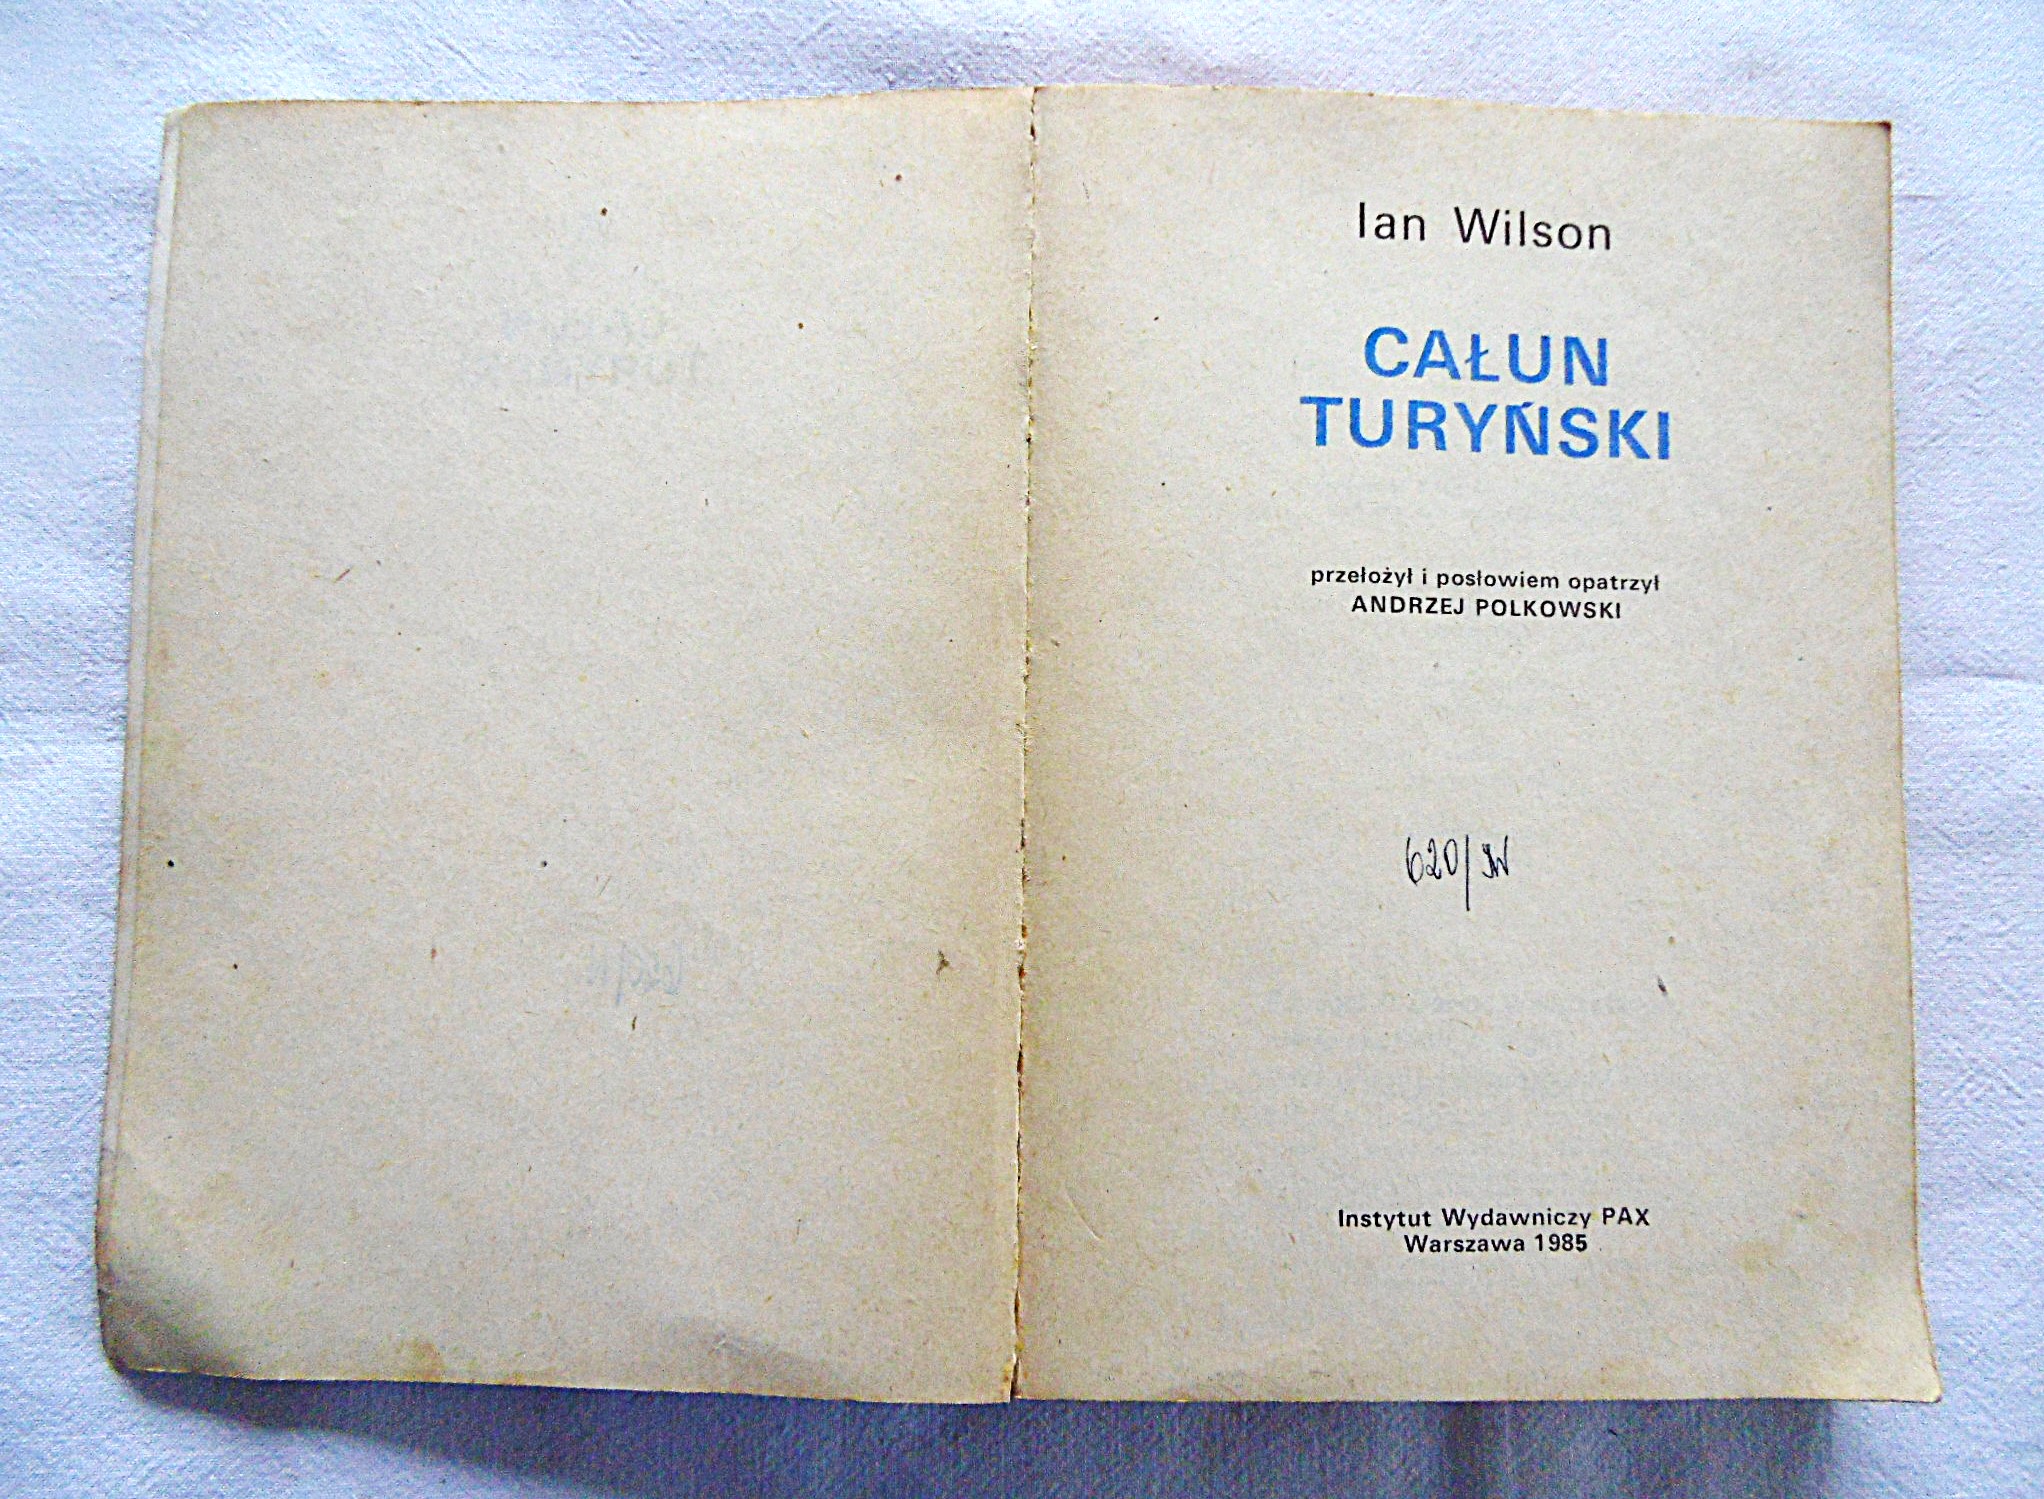 Ian Wilson
CAŁUN
TURYŃSKI
przełożył i posłowiem opatrzył
ANDRZEJ POLKOWSKI
620/
Instytut Wydawniczy PAX
Warszawa 1985